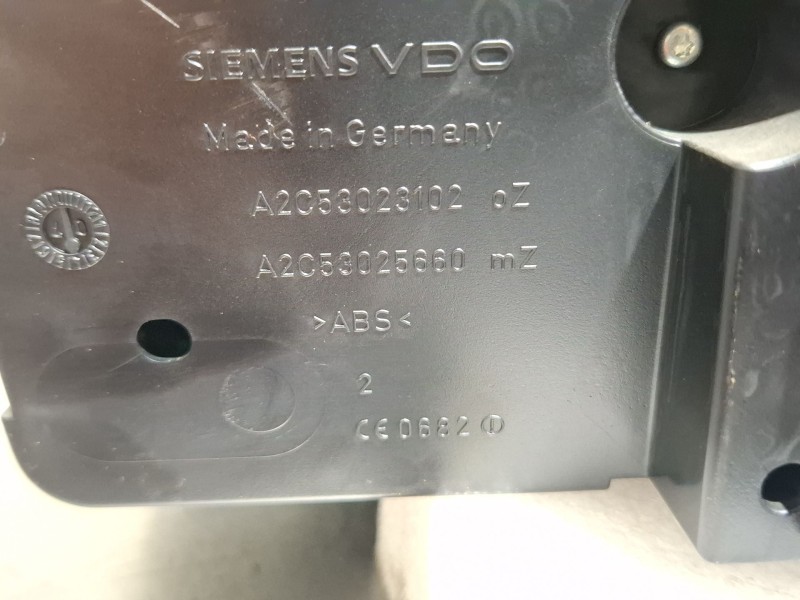 SIEMENS VDO
Made in Germany
A2C53023102 oZ
A2C53025660 mZ
>ABS<
2
CE 0682